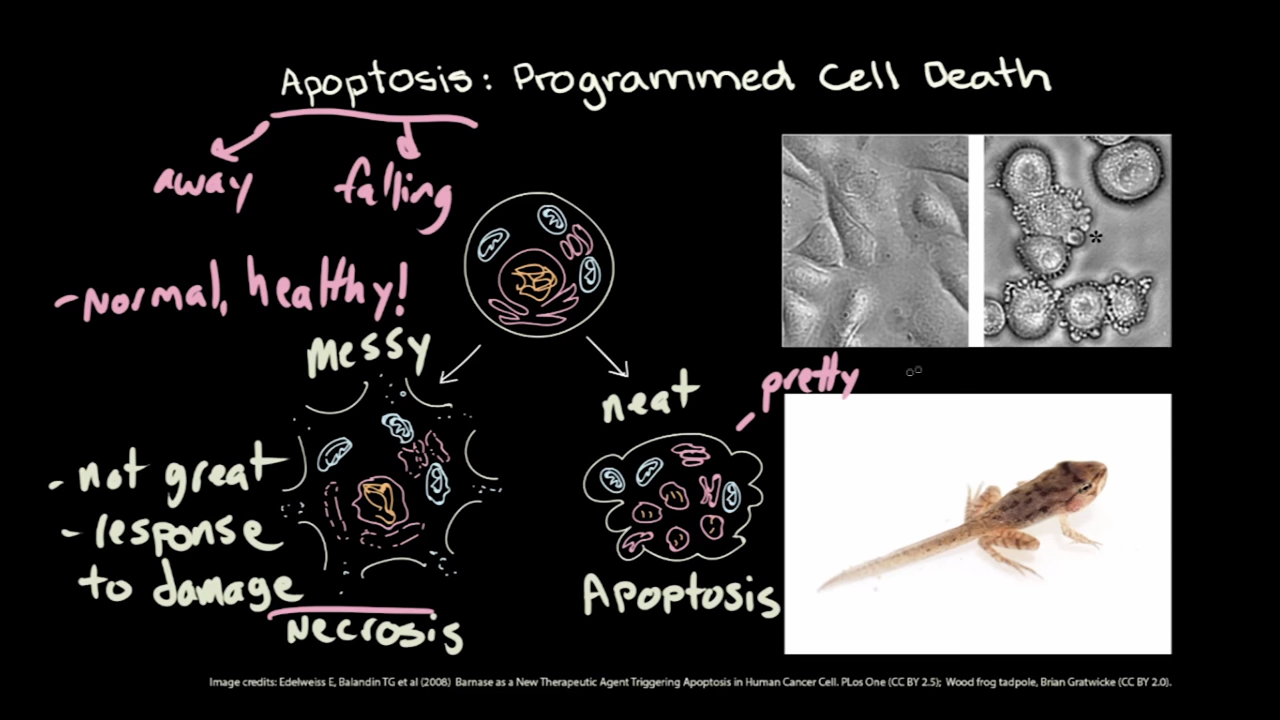 Apoptosis: Programmed Cell Death
away
falling
-Normal, healthy!
Messy
neat
pretty
- not great
- response
to damage
Necrosis
Apoptosis
*
Image credits: Edelweiss E, Balandin TG et al (2008) Barnase as a New Therapeutic Agent Triggering Apoptosis in Human Cancer Cell. PLos One (CC BY 2.5); Wood frog tadpole, Brian Gratwicke (CC BY 2.0).